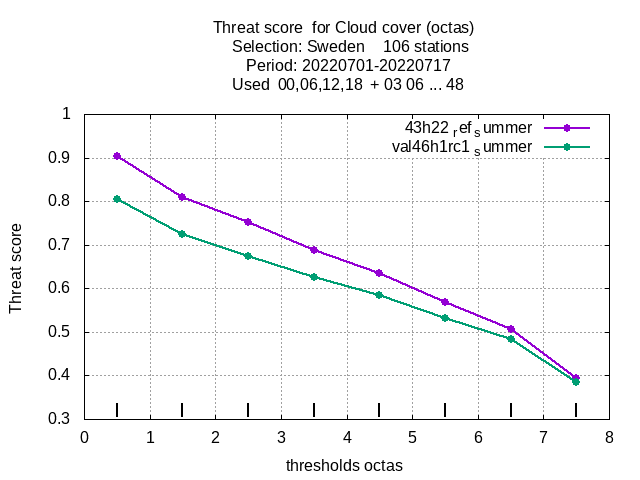 Threat score  for Cloud cover (octas)
Selection: Sweden    106 stations
Period: 20220701-20220717
Used  00,06,12,18  + 03 06 ... 48
43h22_ref_summer
val46h1rc1_summer
1
0.9
0.8
0.7
0.6
0.5
0.4
0.3
Threat score
0 1 2 3 4 5 6 7 8
thresholds octas